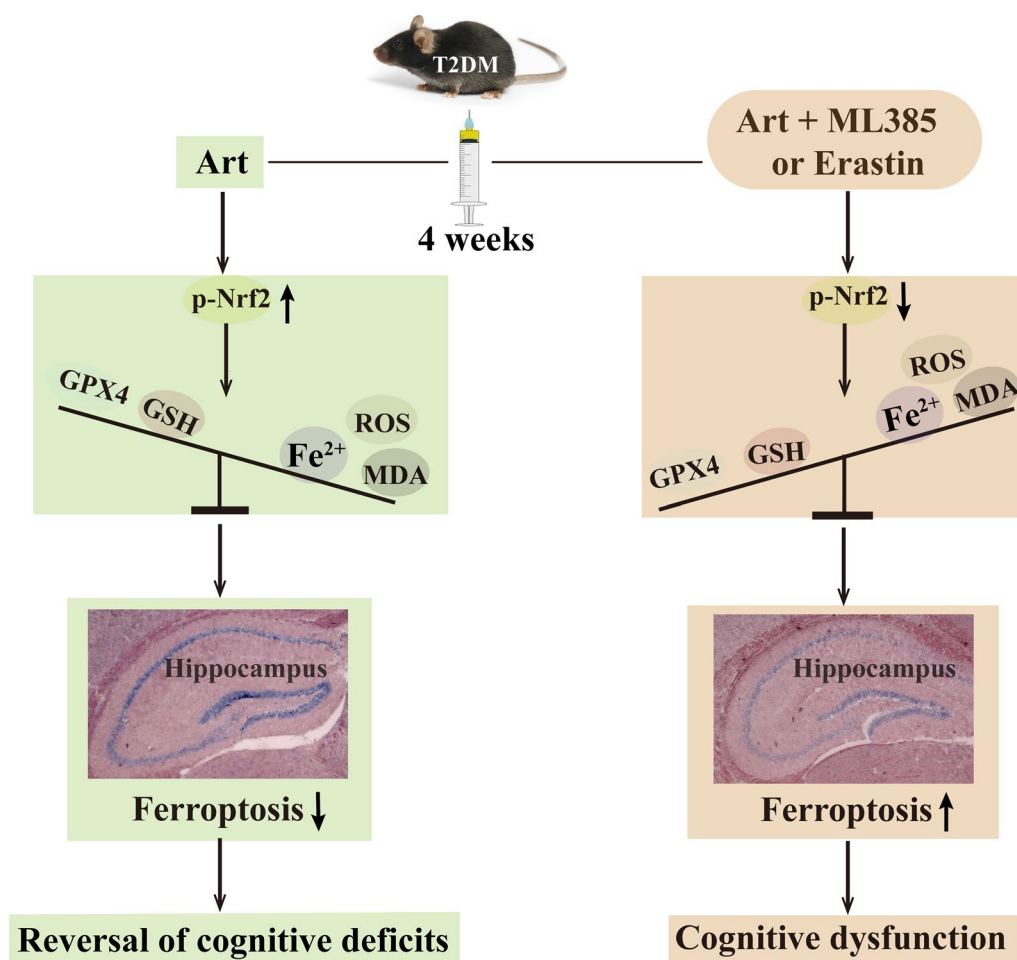 T2DM
Art
4 weeks
Art + ML385
or Erastin
p-Nrf2 ↑
GPX4
GSH
ROS
Fe²⁺
MDA
p-Nrf2 ↓
ROS
MDA
Fe²⁺
GSH
GPX4
Hippocampus
Ferroptosis ↓
Hippocampus
Ferroptosis ↑
Reversal of cognitive deficits
Cognitive dysfunction